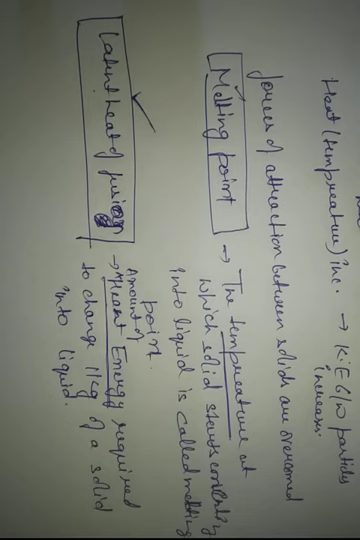 Heat (temperature) inc. → K.E b/w particles
increases.
forces of attraction between solids are overcomed
Melting point → The temperature at
which solid starts converting
into liquid is called melting
point.
Latent heat of fusion → Amount of
Energy required
to change 1 kg of a solid
into liquid.